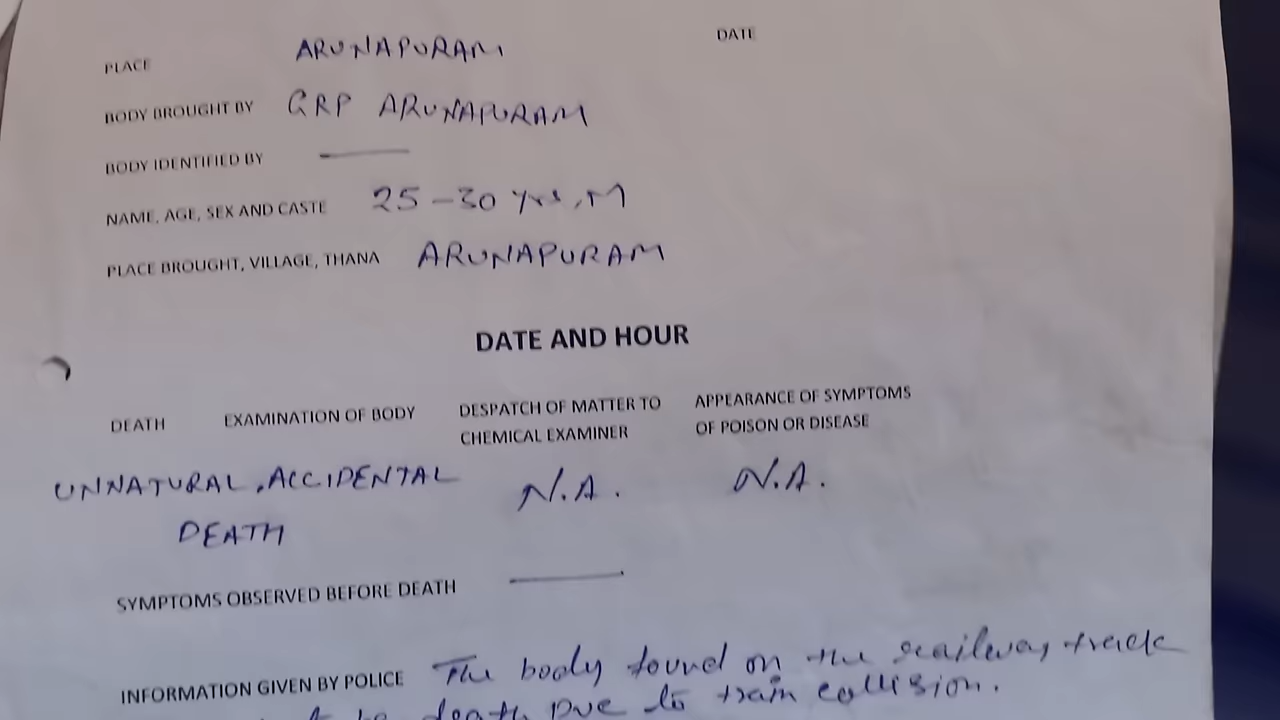 PLACE ARUNAPURAM DATE
BODY BROUGHT BY GRP ARUNAPURAM
BODY IDENTIFIED BY
NAME, AGE, SEX AND CASTE 25-30 yrs, M
PLACE BROUGHT, VILLAGE, THANA ARUNAPURAM
DATE AND HOUR
DEATH EXAMINATION OF BODY DESPATCH OF MATTER TO APPEARANCE OF SYMPTOMS
CHEMICAL EXAMINER OF POISON OR DISEASE
UNNATURAL, ACCIDENTAL N.A. N.A.
DEATH
SYMPTOMS OBSERVED BEFORE DEATH
INFORMATION GIVEN BY POLICE The body found on the railway track
to be death Due to train collision.